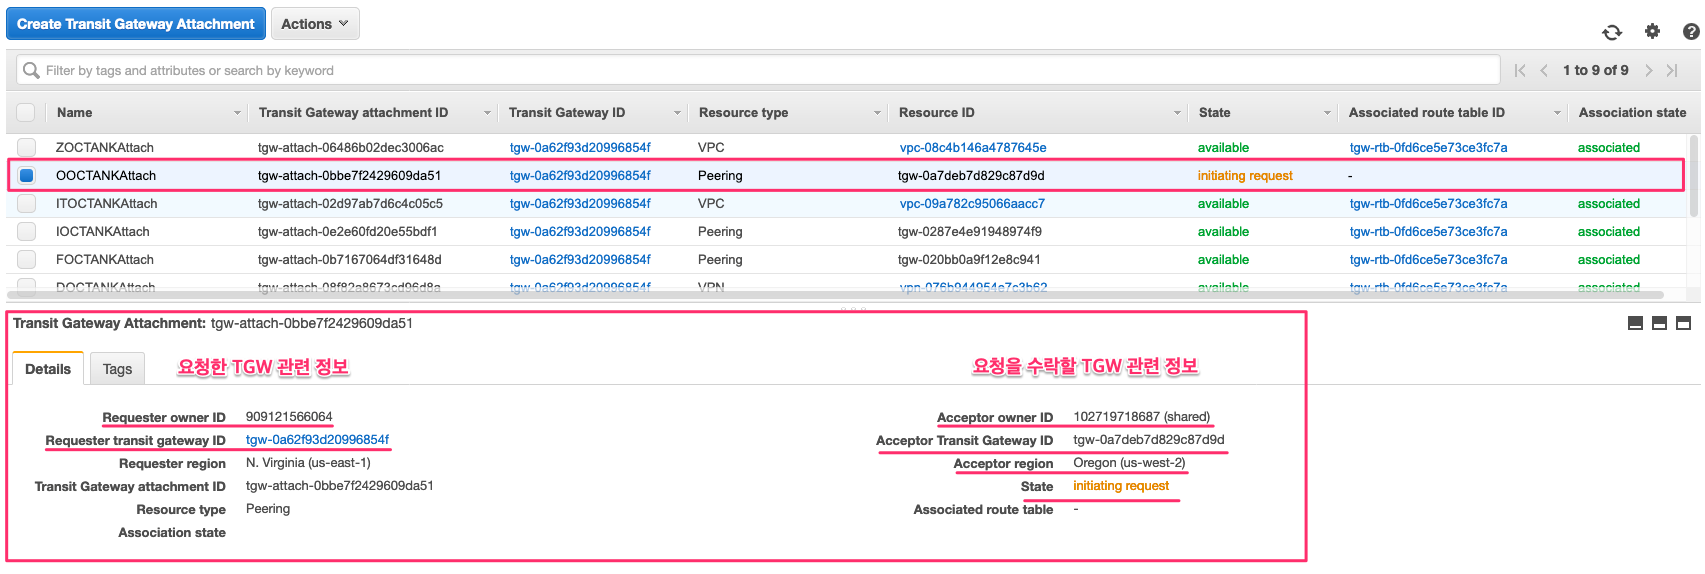 Create Transit Gateway Attachment Actions
Filter by tags and attributes or search by keyword 1 to 9 of 9
Name Transit Gateway attachment ID Transit Gateway ID Resource type Resource ID State Associated route table ID Association state
ZOCTANKAttach tgw-attach-06486b02dec3006ac tgw-0a62f93d20996854f VPC vpc-08c4b146a4787645e available tgw-rtb-0fd6ce5e73ce3fc7a associated
OOCTANKAttach tgw-attach-0bbe7f2429609da51 tgw-0a62f93d20996854f Peering tgw-0a7deb7d829c87d9d initiating request -
ITOCTANKAttach tgw-attach-02d97ab7d6c4c05c5 tgw-0a62f93d20996854f VPC vpc-09a782c95066aacc7 available tgw-rtb-0fd6ce5e73ce3fc7a associated
IOCTANKAttach tgw-attach-0e2e60fd20e55bdf1 tgw-0a62f93d20996854f Peering tgw-0287e4e91948974f9 available tgw-rtb-0fd6ce5e73ce3fc7a associated
FOCTANKAttach tgw-attach-0b7167064df31648d tgw-0a62f93d20996854f Peering tgw-020bb0a9f12e8c941 available tgw-rtb-0fd6ce5e73ce3fc7a associated
DOCTANKAttach tgw-attach-08f82a8673cd96d8a tgw-0a62f93d20996854f VPN vpn-076b944954e7c3b62 available tgw-rtb-0fd6ce5e73ce3fc7a associated
Transit Gateway Attachment: tgw-attach-0bbe7f2429609da51
Details Tags 요청한 TGW 관련 정보 요청을 수락할 TGW 관련 정보
Requester owner ID 909121566064 Acceptor owner ID 102719718687 (shared)
Requester transit gateway ID tgw-0a62f93d20996854f Acceptor Transit Gateway ID tgw-0a7deb7d829c87d9d
Requester region N. Virginia (us-east-1) Acceptor region Oregon (us-west-2)
Transit Gateway attachment ID tgw-attach-0bbe7f2429609da51 State initiating request
Resource type Peering Associated route table -
Association state